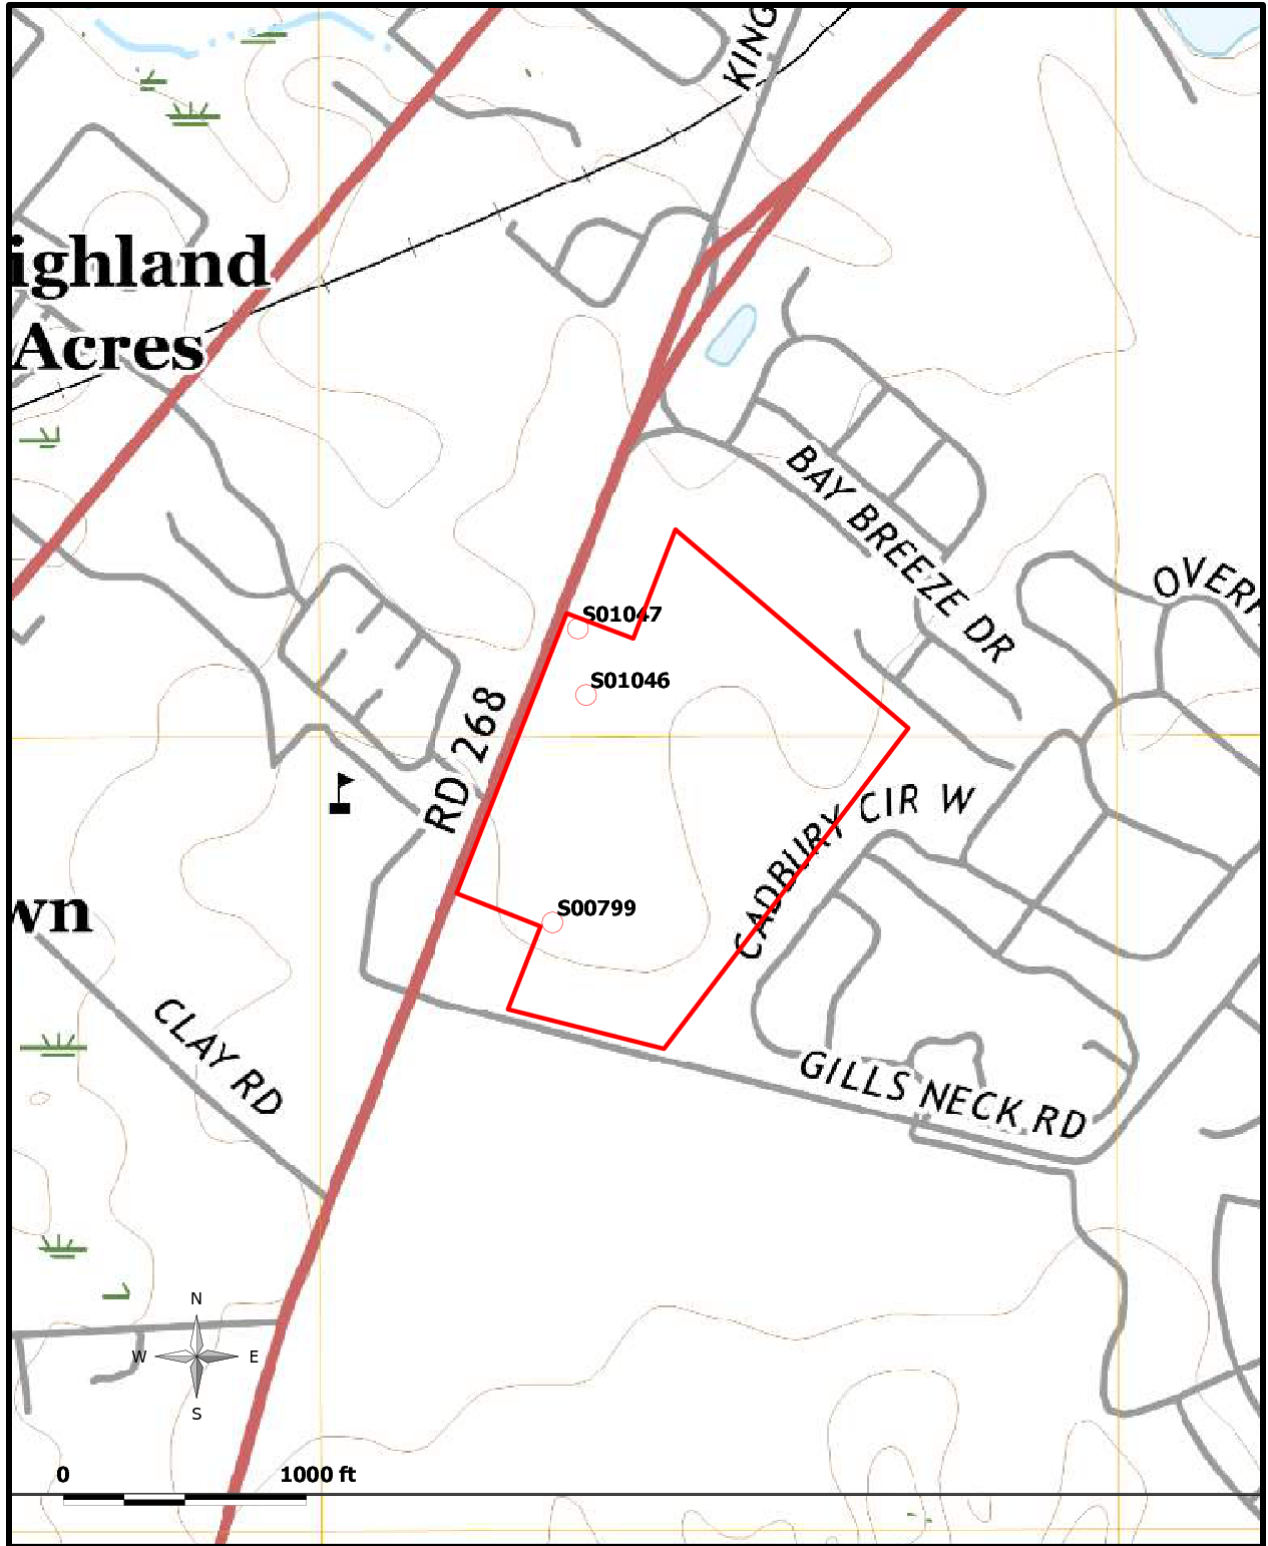 KING
ighland
Acres
BAY BREEZE DR
OVERF
S01047
S01046
RD 268
CADBURY CIR W
wn
S00799
CLAY RD
GILLS NECK RD
N
W
E
S
0
1000 ft